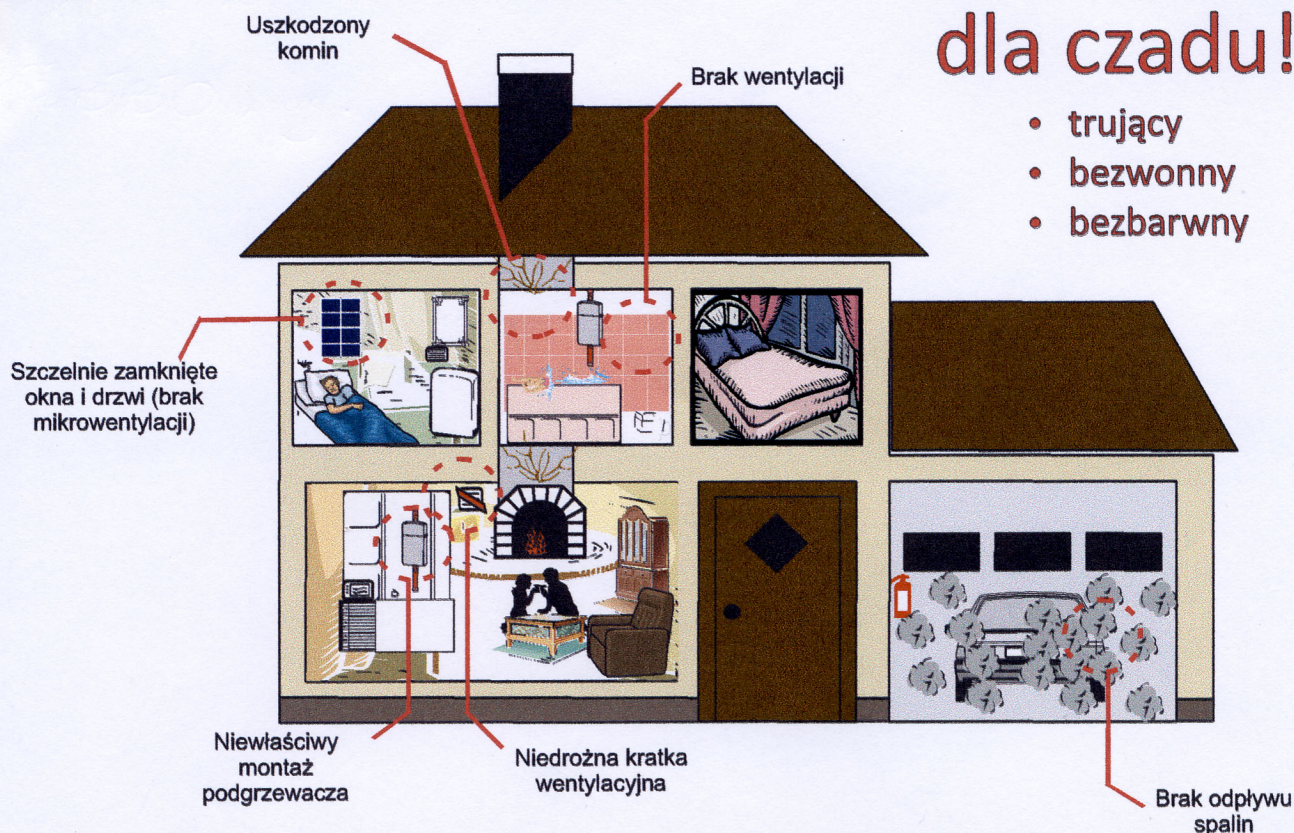 dla czadu!
• trujący
• bezwonny
• bezbarwny
Uszkodzony
komin
Brak wentylacji
Szczelnie zamknięte
okna i drzwi (brak
mikrowentylacji)
Niewłaściwy
montaż
podgrzewacza
Niedrożna kratka
wentylacyjna
Brak odpływu
spalin